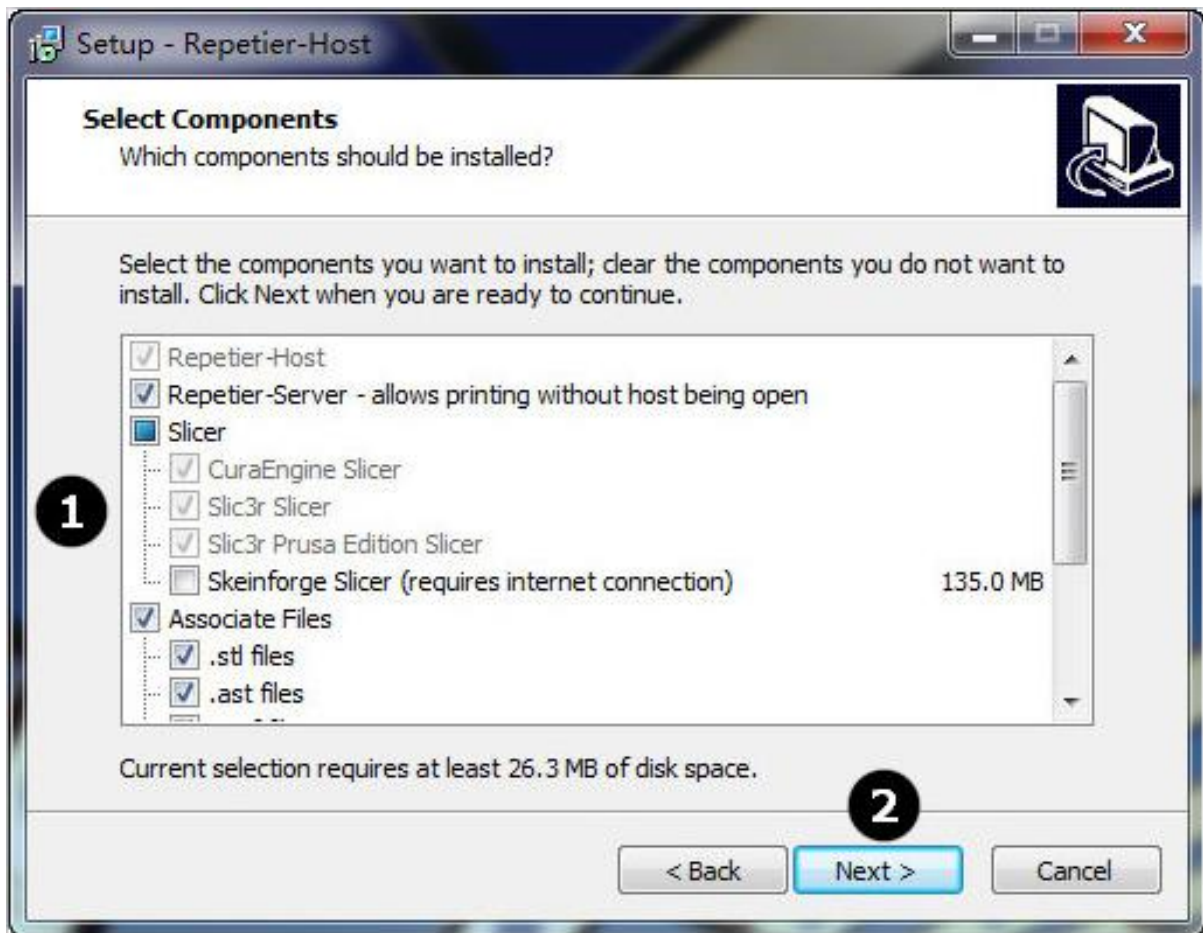 Setup - Repetier-Host
Select Components
Which components should be installed?
Select the components you want to install; clear the components you do not want to
install. Click Next when you are ready to continue.
Repetier-Host
Repetier-Server - allows printing without host being open
Slicer
CuraEngine Slicer
Slic3r Slicer
Slic3r Prusa Edition Slicer
1
Skeinforge Slicer (requires internet connection) 135.0 MB
Associate Files
.stl files
.ast files
Current selection requires at least 26.3 MB of disk space.
2
< Back Next > Cancel